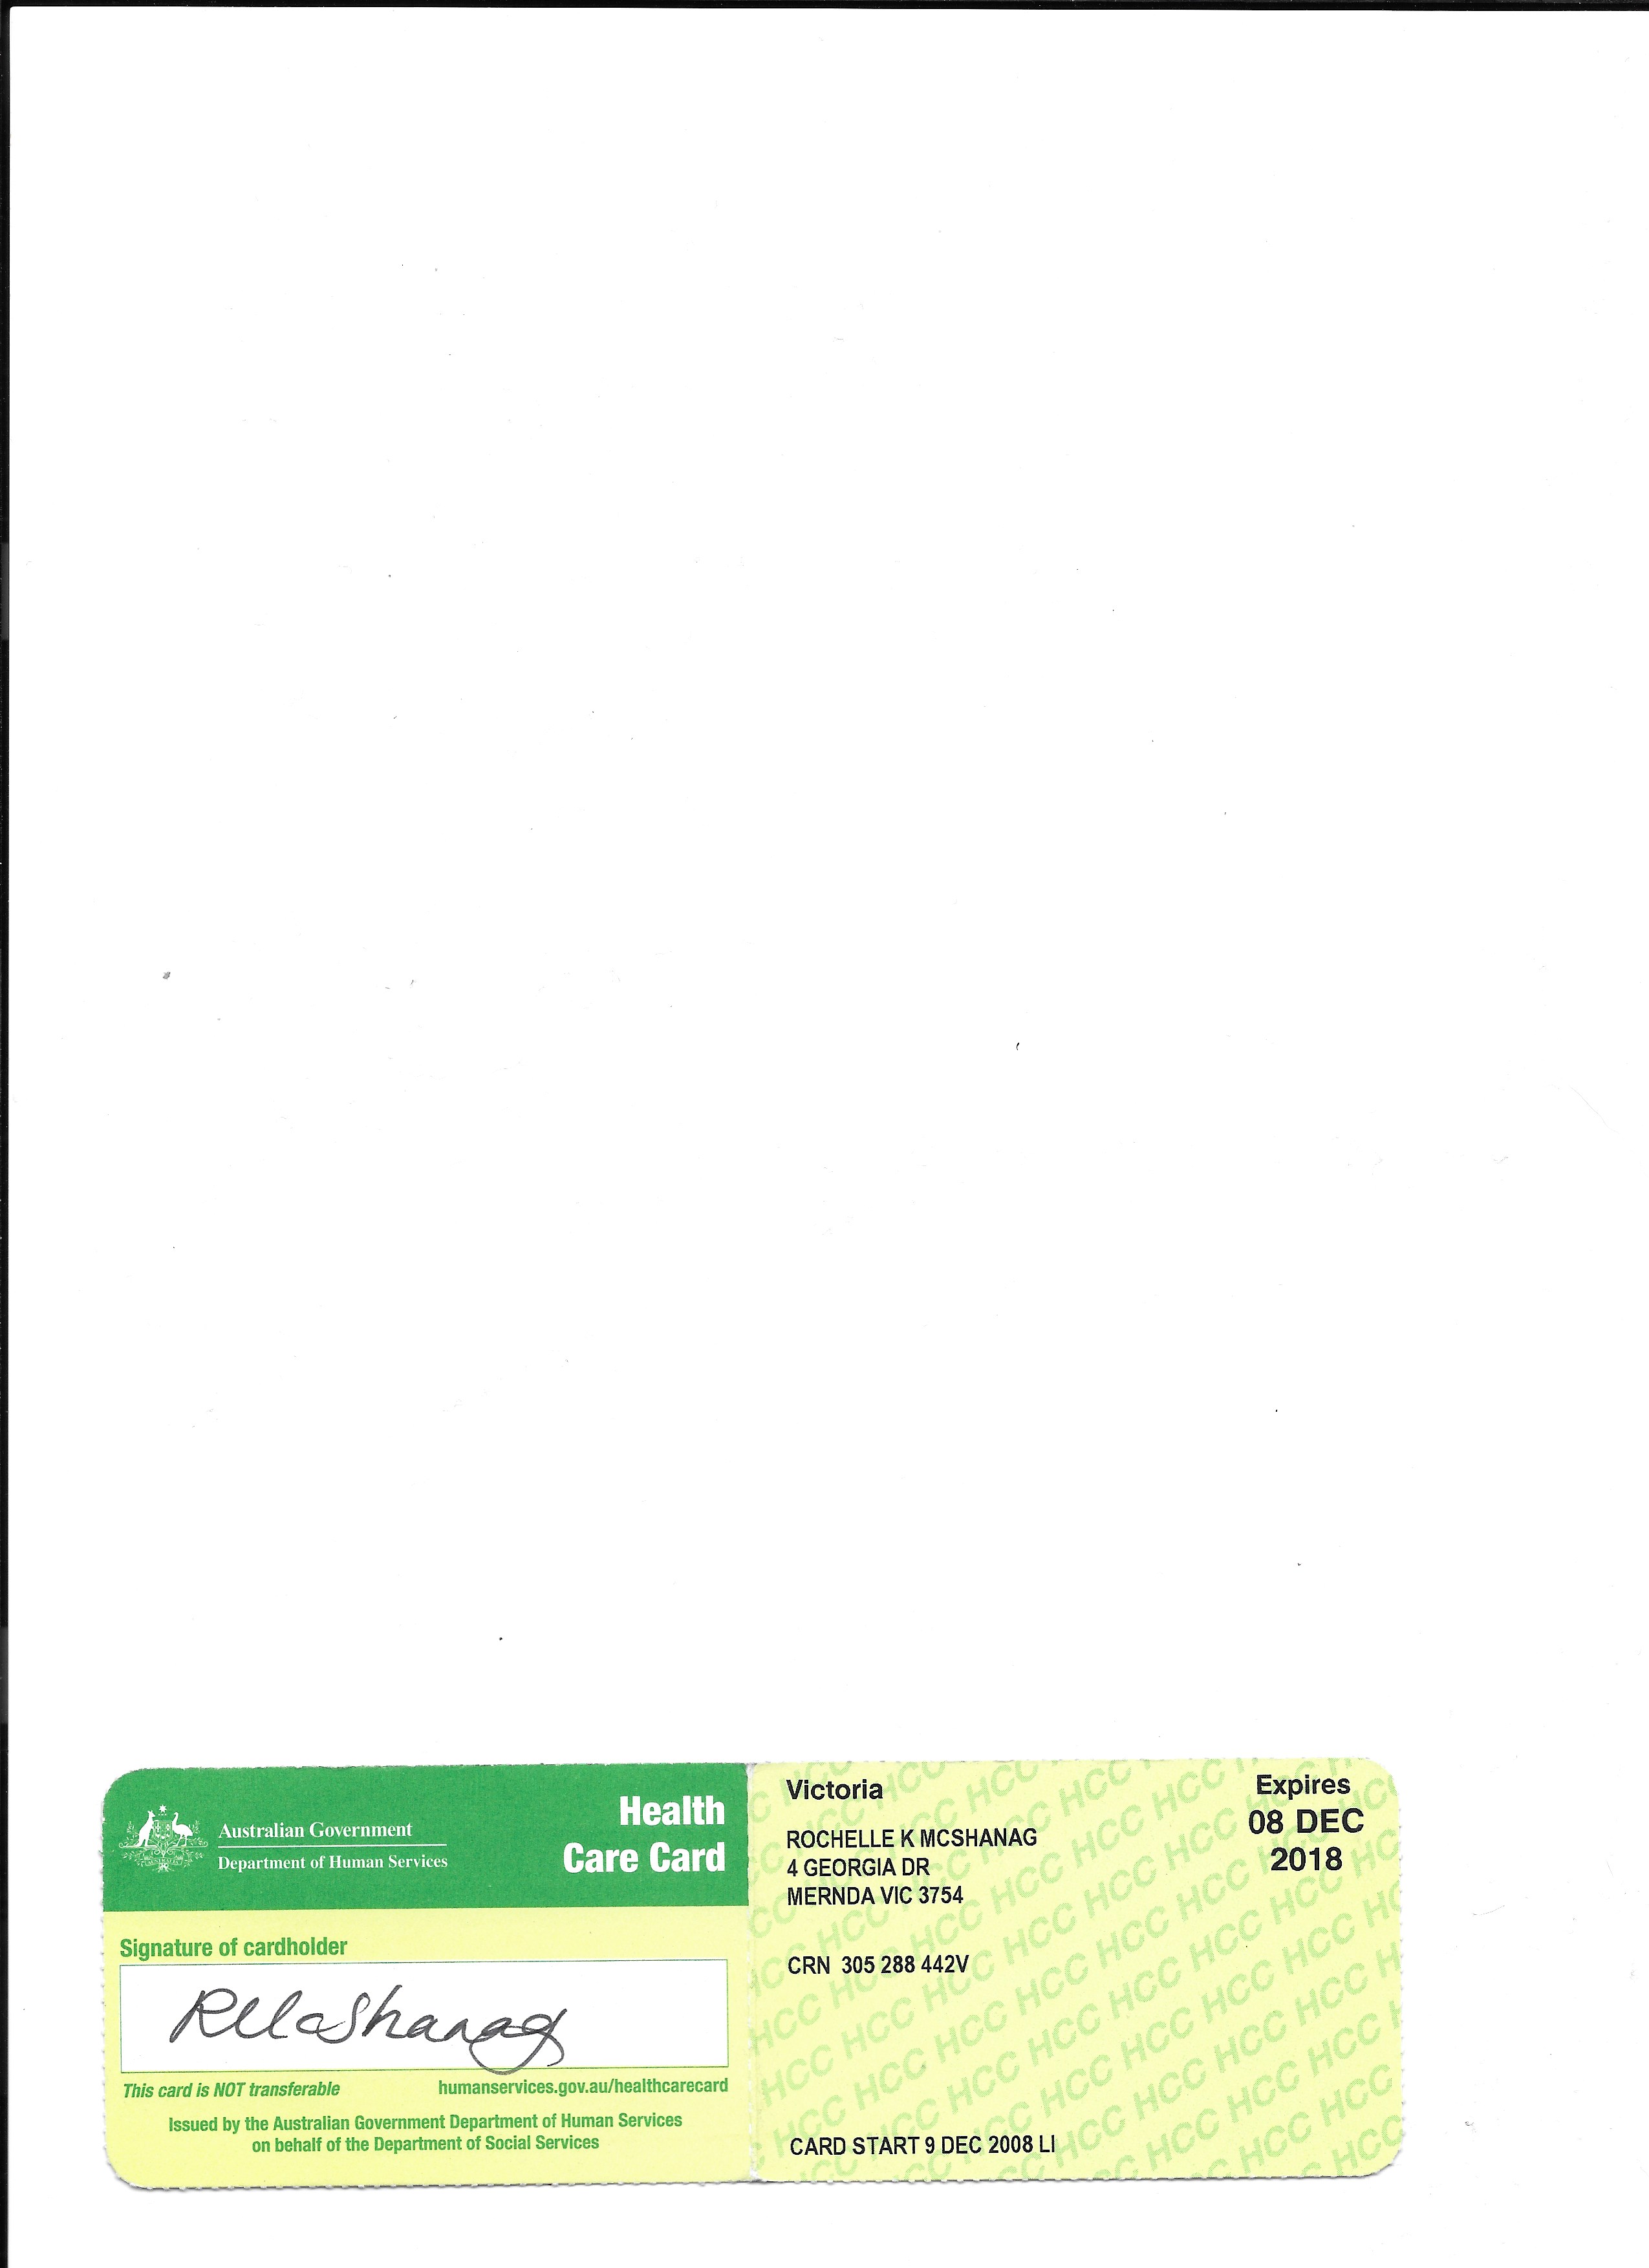 Australian Government
Department of Human Services
Health
Care Card
Signature of cardholder
RMcShanag
This card is NOT transferable
humanservices.gov.au/healthcarecard
Issued by the Australian Government Department of Human Services
on behalf of the Department of Social Services
Victoria
Expires
08 DEC
2018
ROCHELLE K MCSHANAG
4 GEORGIA DR
MERNDA VIC 3754
CRN 305 288 442V
CARD START 9 DEC 2008 LI